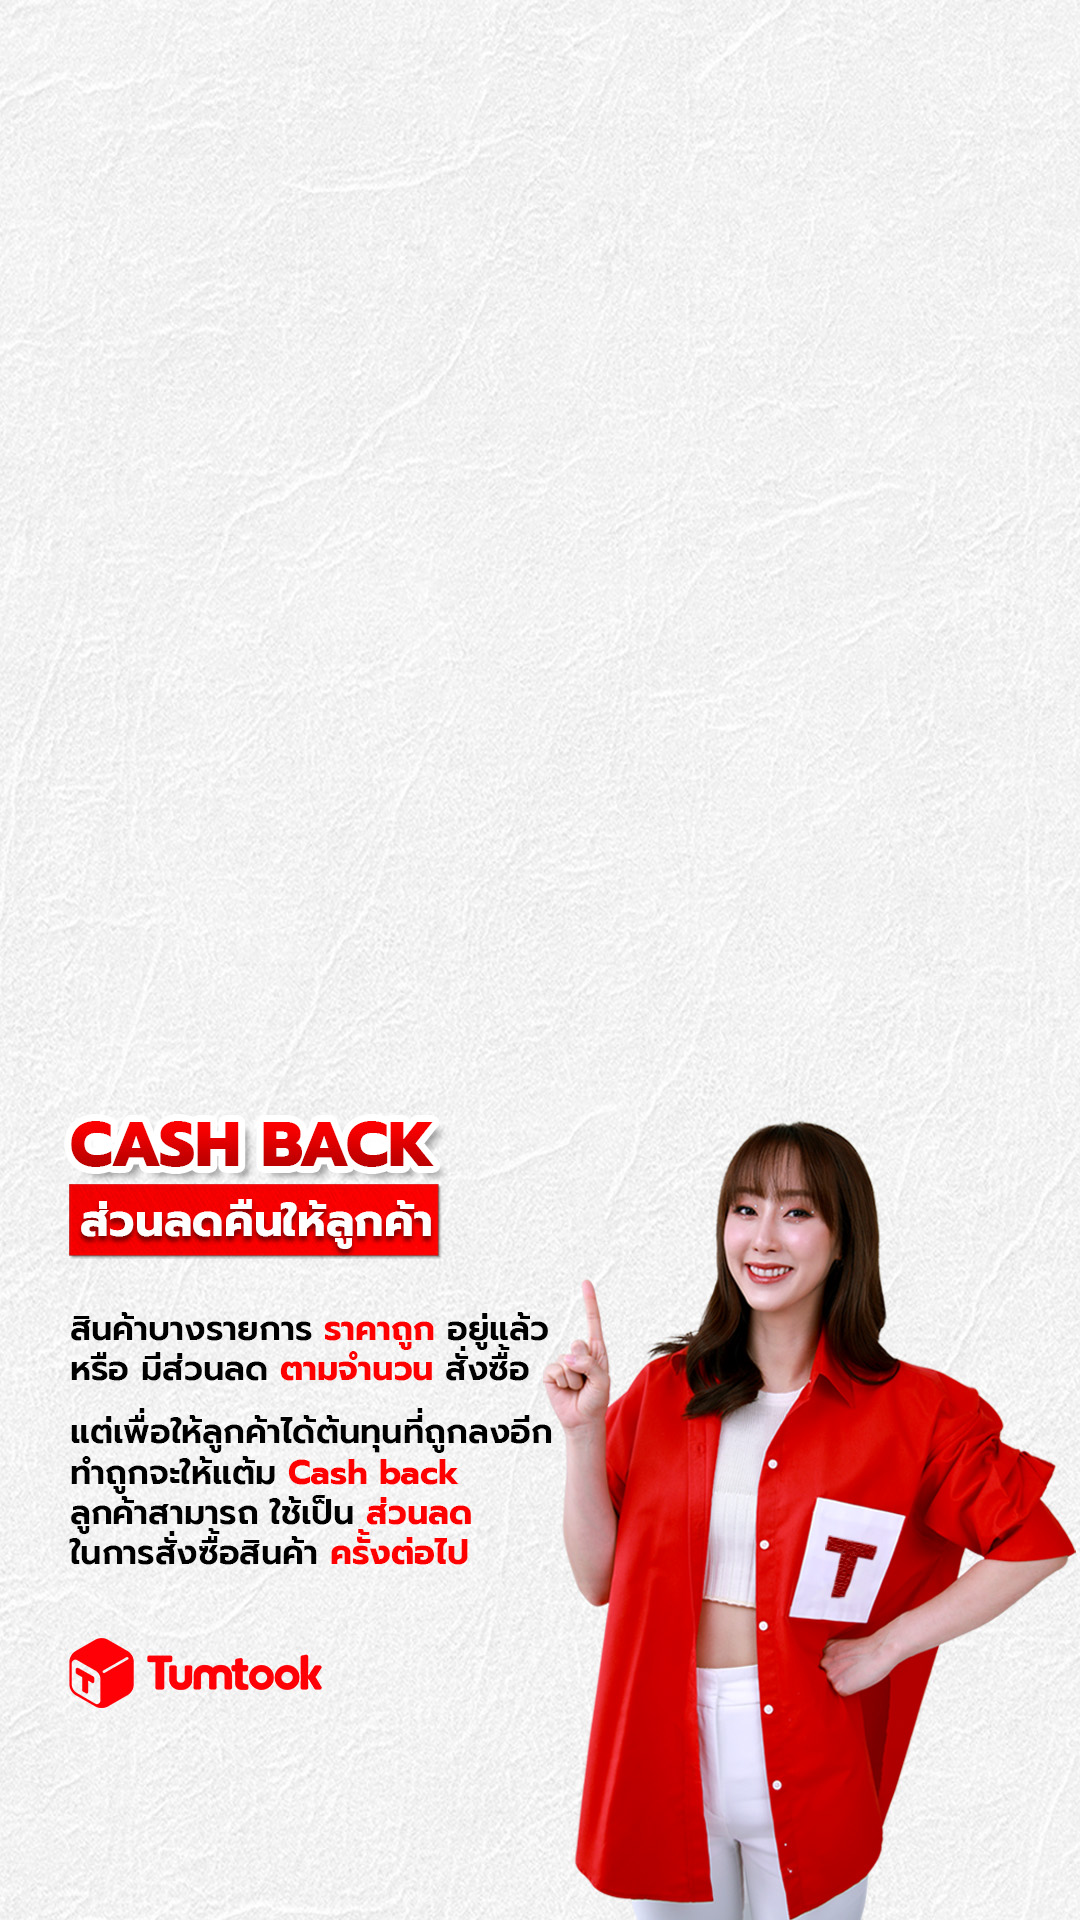 CASH BACK
ส่วนลดคืนให้ลูกค้า
สินค้าบางรายการ ราคาถูก อยู่แล้ว
หรือ มีส่วนลด ตามจำนวน สั่งซื้อ
แต่เพื่อให้ลูกค้าได้ต้นทุนที่ถูกลงอีก
ทำถูกจะให้แต้ม Cash back
ลูกค้าสามารถ ใช้เป็น ส่วนลด
ในการสั่งซื้อสินค้า ครั้งต่อไป
T
T Tumtook